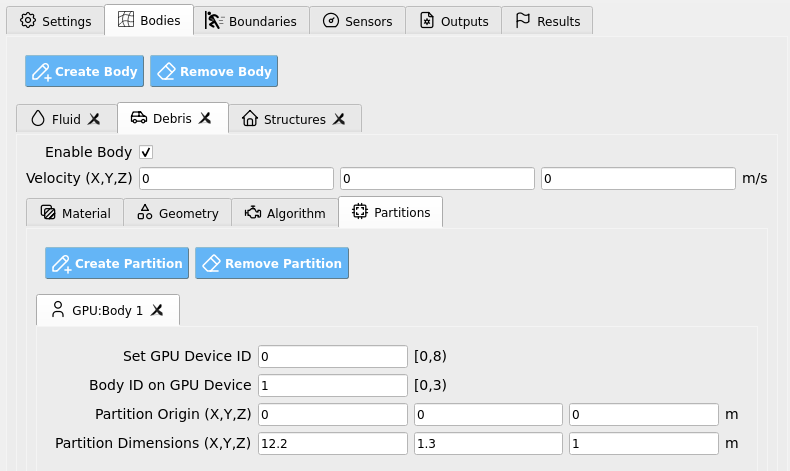 Settings Bodies Boundaries Sensors Outputs Results
Create Body Remove Body
Fluid Debris Structures
Enable Body
Velocity (X,Y,Z) 0 0 0 m/s
Material Geometry Algorithm Partitions
Create Partition Remove Partition
GPU:Body 1
Set GPU Device ID 0 [0,8)
Body ID on GPU Device 1 [0,3)
Partition Origin (X,Y,Z) 0 0 0 m
Partition Dimensions (X,Y,Z) 12.2 1.3 1 m